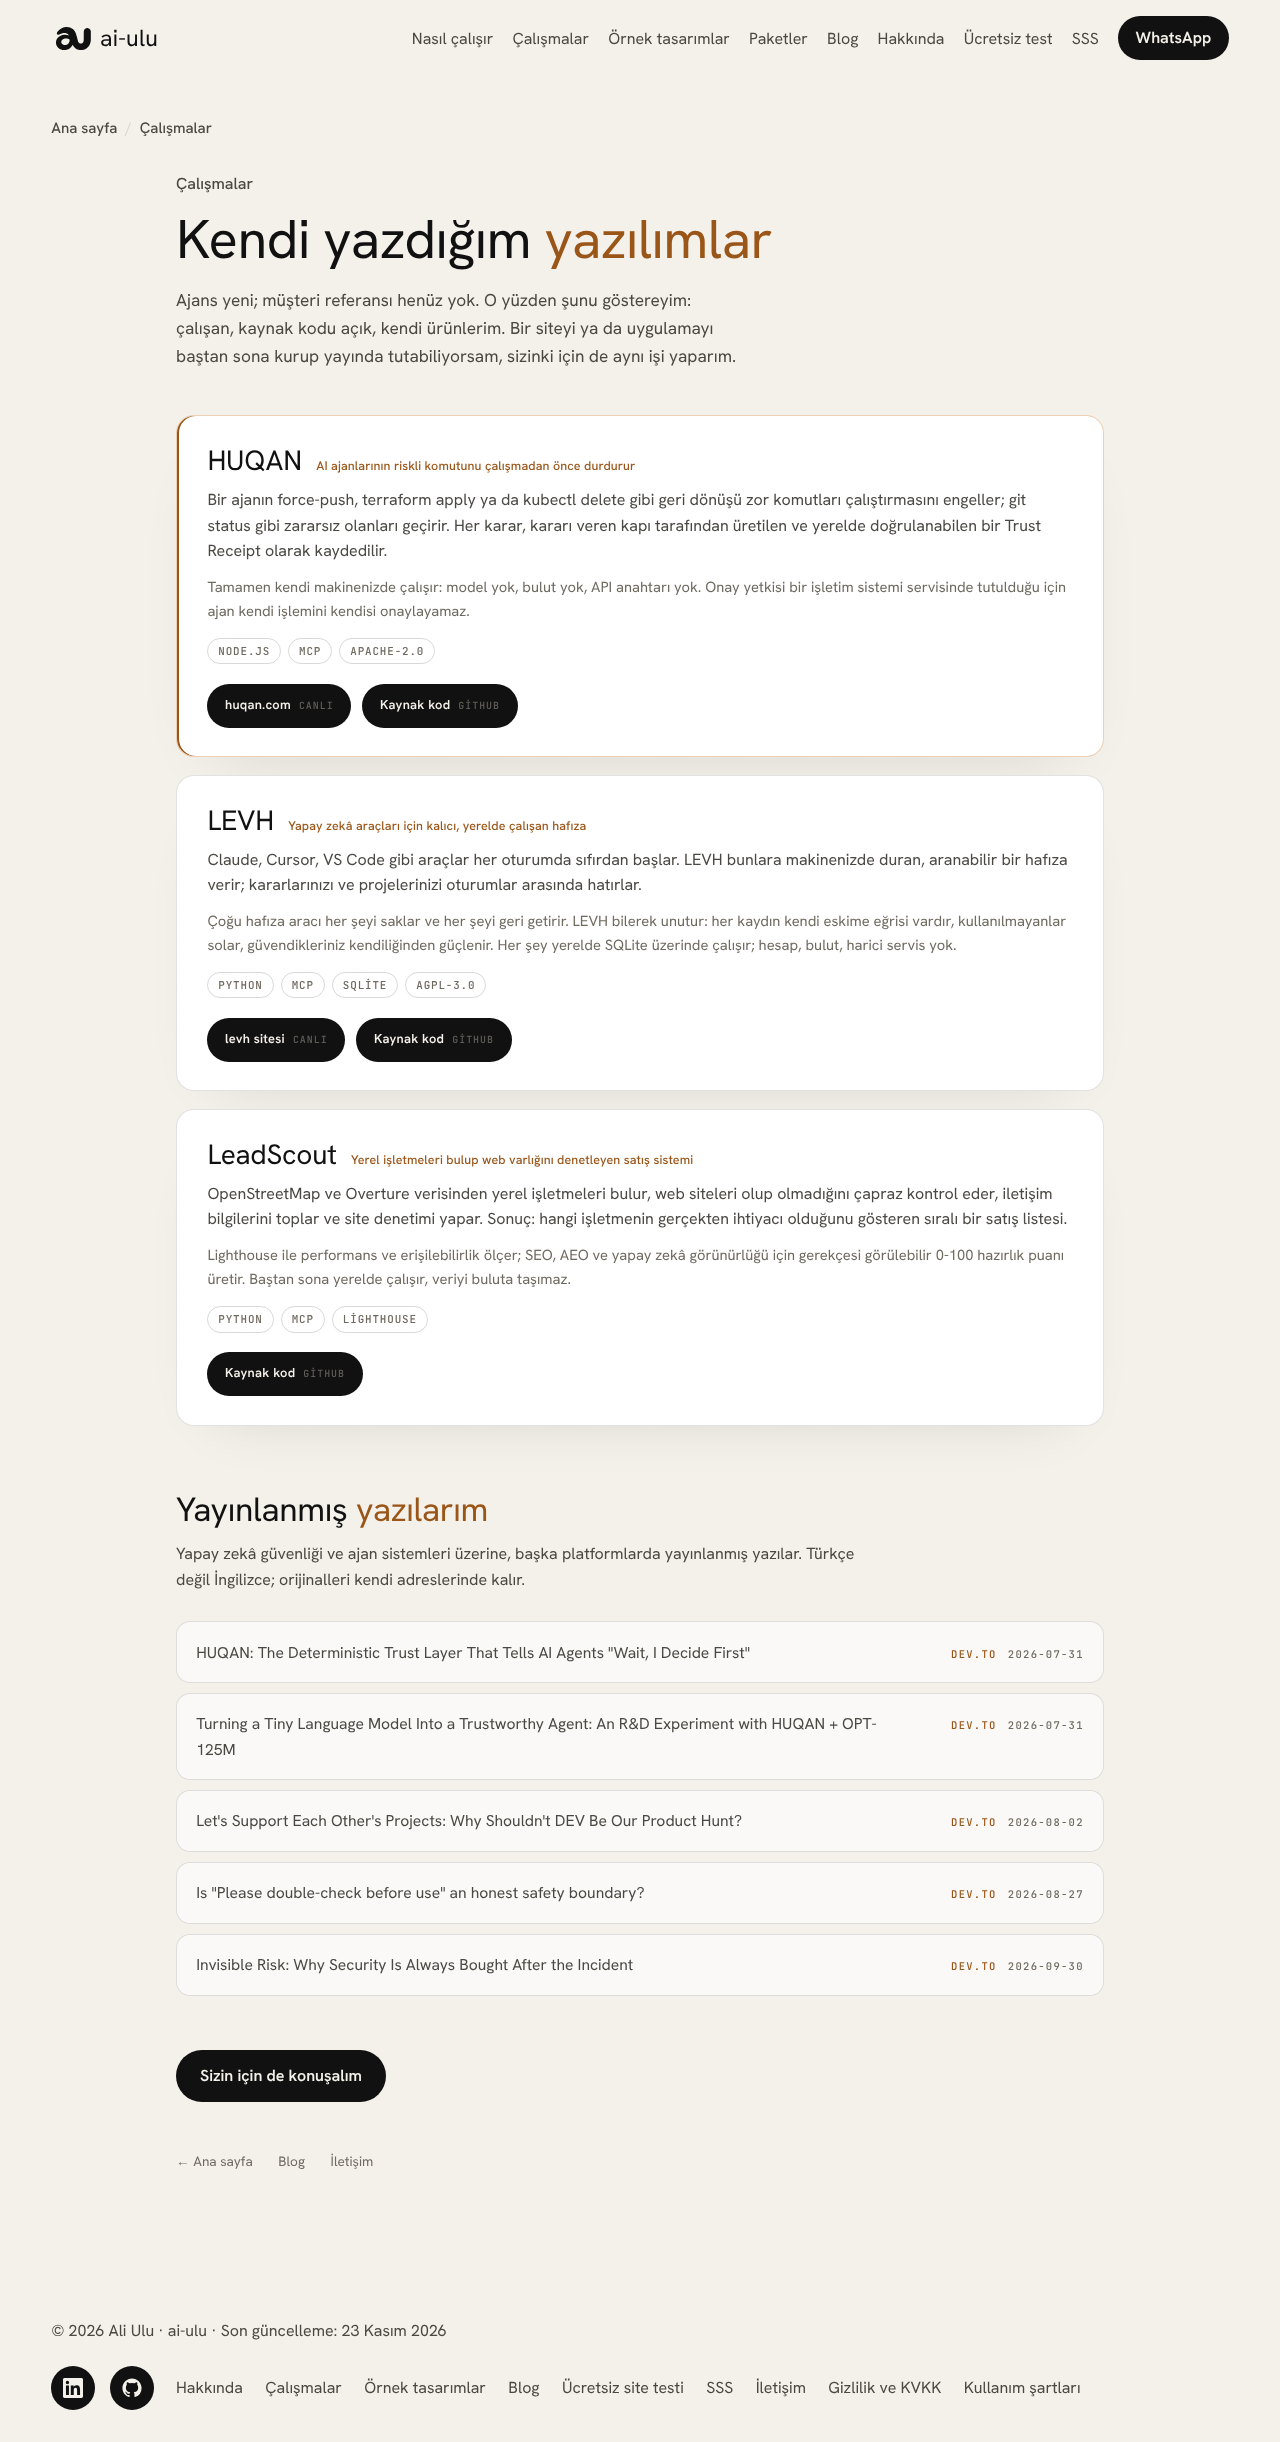 ai-ulu
Nasıl çalışır Çalışmalar Örnek tasarımlar Paketler Blog Hakkında Ücretsiz test SSS WhatsApp
Ana sayfa / Çalışmalar
Çalışmalar
Kendi yazdığım yazılımlar
Ajans yeni; müşteri referansı henüz yok. O yüzden şunu göstereyim:
çalışan, kaynak kodu açık, kendi ürünlerim. Bir siteyi ya da uygulamayı
baştan sona kurup yayında tutabiliyorsam, sizinki için de aynı işi yaparım.
HUQAN AI ajanlarının riskli komutunu çalışmadan önce durdurur
Bir ajanın force-push, terraform apply ya da kubectl delete gibi geri dönüşü zor komutları çalıştırmasını engeller; git
status gibi zararsız olanları geçirir. Her karar, kararı veren kapı tarafından üretilen ve yerelde doğrulanabilen bir Trust
Receipt olarak kaydedilir.
Tamamen kendi makinenizde çalışır: model yok, bulut yok, API anahtarı yok. Onay yetkisi bir işletim sistemi servisinde tutulduğu için
ajan kendi işlemini kendisi onaylayamaz.
NODE.JS MCP APACHE-2.0
huqan.com CANLI Kaynak kod GİTHUB
LEVH Yapay zekâ araçları için kalıcı, yerelde çalışan hafıza
Claude, Cursor, VS Code gibi araçlar her oturumda sıfırdan başlar. LEVH bunlara makinenizde duran, aranabilir bir hafıza
verir; kararlarınızı ve projelerinizi oturumlar arasında hatırlar.
Çoğu hafıza aracı her şeyi saklar ve her şeyi geri getirir. LEVH bilerek unutur: her kaydın kendi eskime eğrisi vardır, kullanılmayanlar
solar, güvendikleriniz kendiliğinden güçlenir. Her şey yerelde SQLite üzerinde çalışır; hesap, bulut, harici servis yok.
PYTHON MCP SQLİTE AGPL-3.0
levh sitesi CANLI Kaynak kod GİTHUB
LeadScout Yerel işletmeleri bulup web varlığını denetleyen satış sistemi
OpenStreetMap ve Overture verisinden yerel işletmeleri bulur, web siteleri olup olmadığını çapraz kontrol eder, iletişim
bilgilerini toplar ve site denetimi yapar. Sonuç: hangi işletmenin gerçekten ihtiyacı olduğunu gösteren sıralı bir satış listesi.
Lighthouse ile performans ve erişilebilirlik ölçer; SEO, AEO ve yapay zekâ görünürlüğü için gerekçesi görülebilir 0-100 hazırlık puanı
üretir. Baştan sona yerelde çalışır, veriyi buluta taşımaz.
PYTHON MCP LİGHTHOUSE
Kaynak kod GİTHUB
Yayınlanmış yazılarım
Yapay zekâ güvenliği ve ajan sistemleri üzerine, başka platformlarda yayınlanmış yazılar. Türkçe
değil İngilizce; orijinalleri kendi adreslerinde kalır.
HUQAN: The Deterministic Trust Layer That Tells AI Agents "Wait, I Decide First" DEV.TO 2026-07-31
Turning a Tiny Language Model Into a Trustworthy Agent: An R&D Experiment with HUQAN + OPT- DEV.TO 2026-07-31
125M
Let's Support Each Other's Projects: Why Shouldn't DEV Be Our Product Hunt? DEV.TO 2026-08-02
Is "Please double-check before use" an honest safety boundary? DEV.TO 2026-08-27
Invisible Risk: Why Security Is Always Bought After the Incident DEV.TO 2026-09-30
Sizin için de konuşalım
← Ana sayfa Blog İletişim
© 2026 Ali Ulu · ai-ulu · Son güncelleme: 23 Kasım 2026
Hakkında Çalışmalar Örnek tasarımlar Blog Ücretsiz site testi SSS İletişim Gizlilik ve KVKK Kullanım şartları